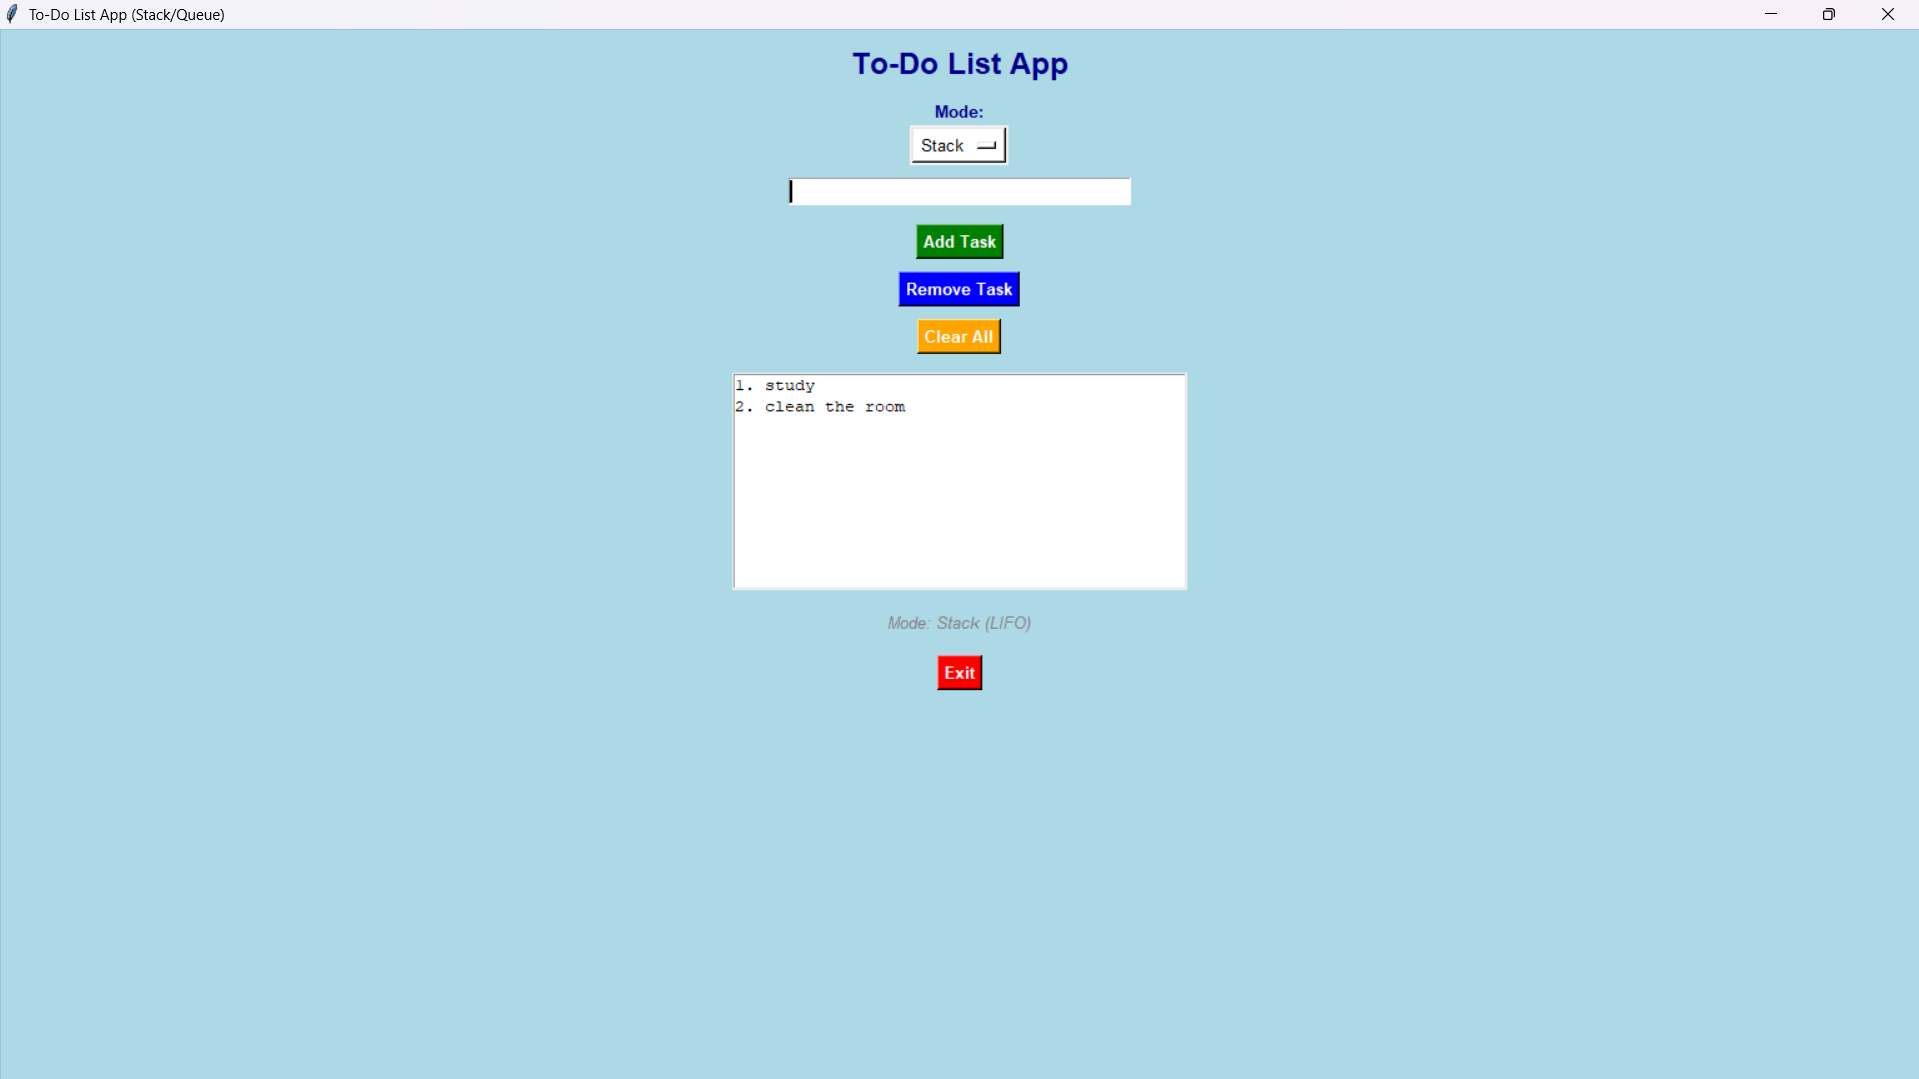 To-Do List App (Stack/Queue)
To-Do List App
Mode:
Stack
Add Task
Remove Task
Clear All
1. study
2. clean the room
Mode: Stack (LIFO)
Exit